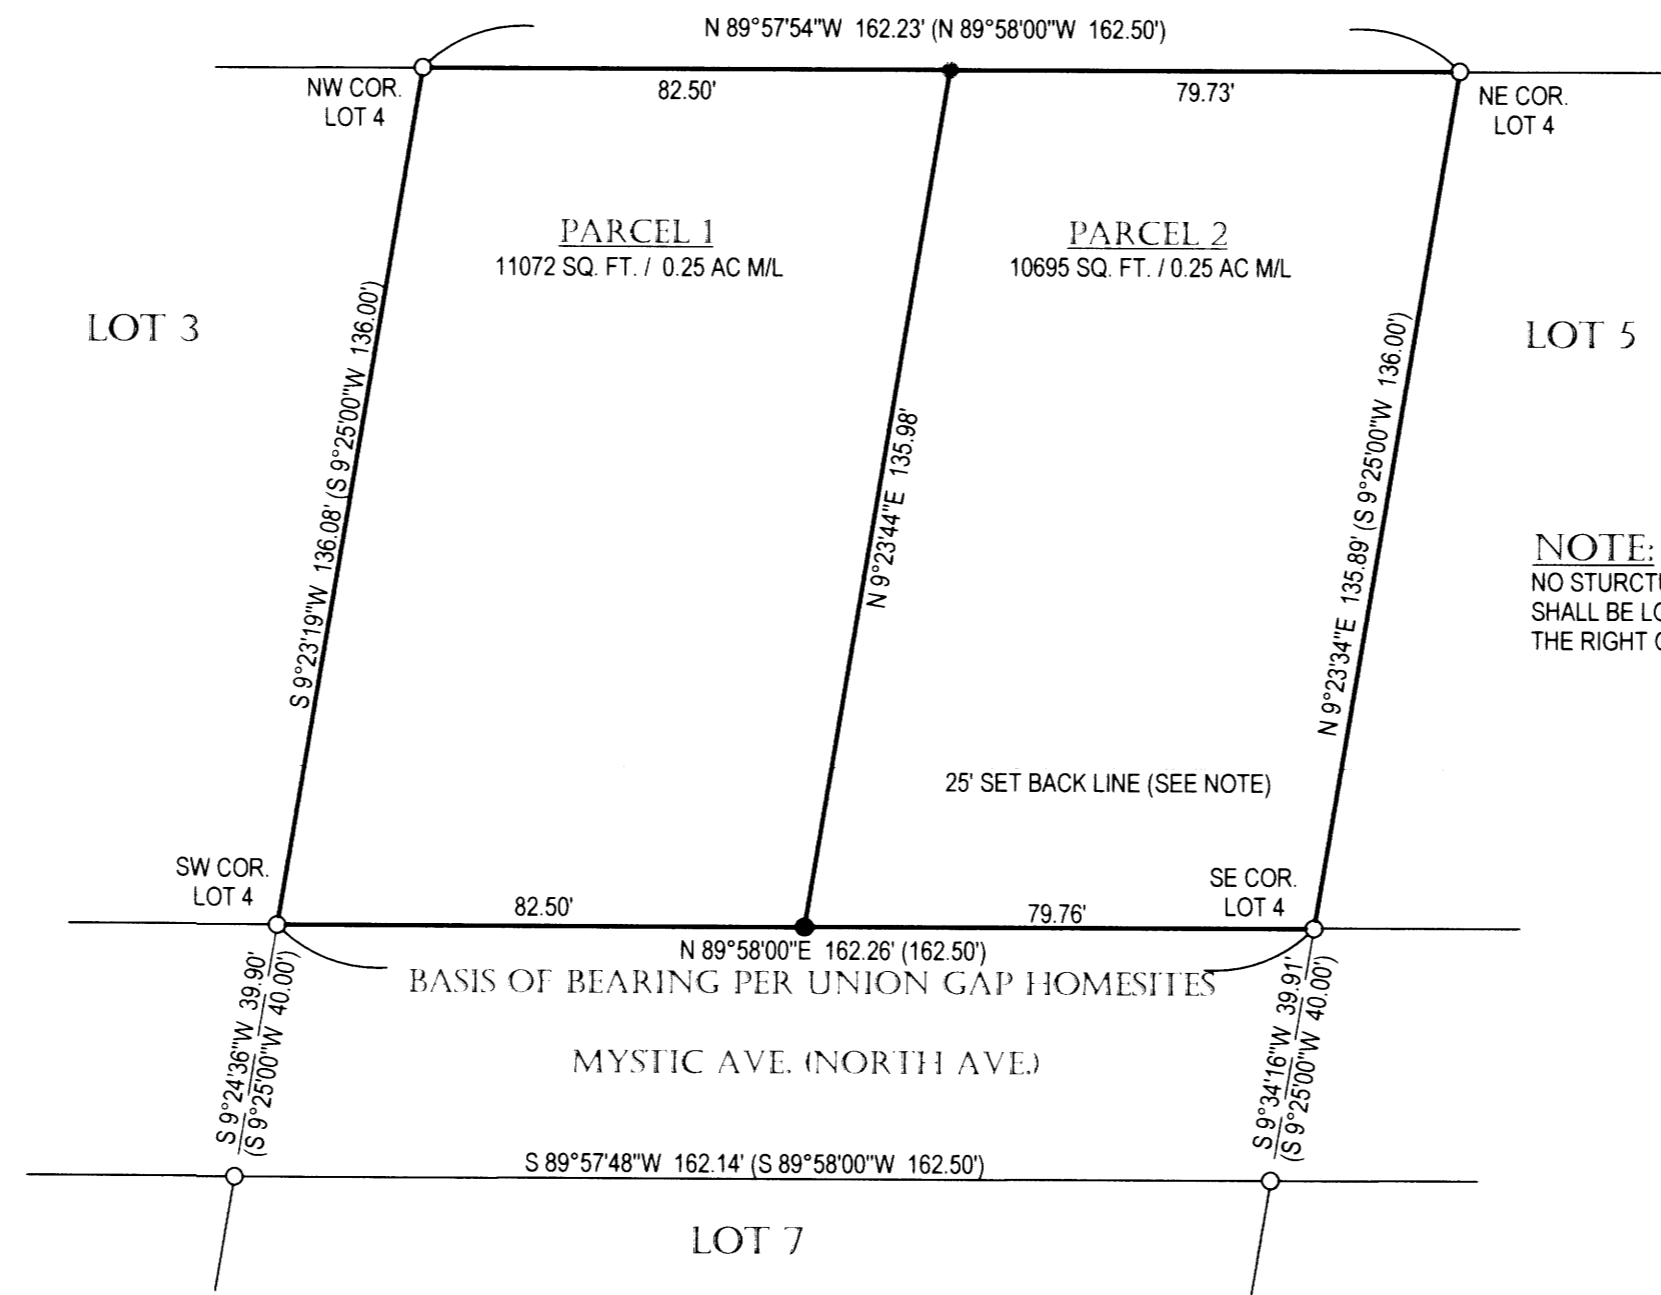 N 89°57'54"W 162.23' (N 89°58'00"W 162.50')
NW COR.
LOT 4
82.50'
79.73'
NE COR.
LOT 4
PARCEL 1
11072 SQ. FT. / 0.25 AC M/L
PARCEL 2
10695 SQ. FT. / 0.25 AC M/L
LOT 3
LOT 5
S 9°23'19"W 136.08' (S 9°25'00"W 136.00')
N 9°23'44"E 135.98'
N 9°23'34"E 135.89' (S 9°25'00"W 136.00')
NOTE:
NO STURCTU
SHALL BE LO
THE RIGHT O
25' SET BACK LINE (SEE NOTE)
SW COR.
LOT 4
SE COR.
LOT 4
82.50'
79.76'
N 89°58'00"E 162.26' (162.50')
BASIS OF BEARING PER UNION GAP HOMESITES
S 9°24'36"W 39.90'
(S 9°25'00"W 40.00')
S 9°34'16"W 39.91'
(S 9°25'00"W 40.00')
MYSTIC AVE. (NORTH AVE.)
S 89°57'48"W 162.14' (S 89°58'00"W 162.50')
LOT 7